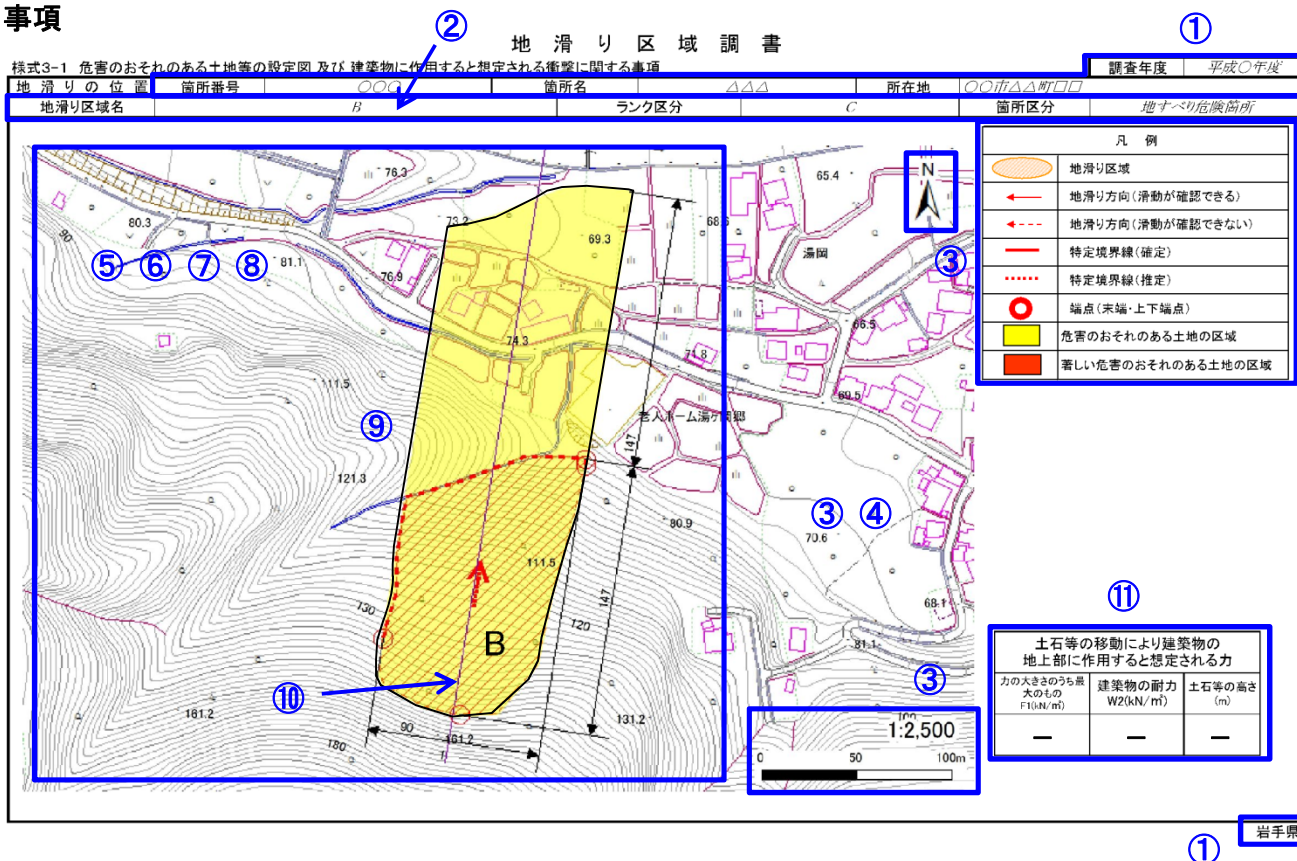 事項
②
①
地滑り区域調書
様式3-1 危害のおそれのある土地等の設定図 及び 建築物に作用すると想定される衝撃に関する事項
調査年度 平成○年度
地滑りの位置 箇所番号 ○○○ 箇所名 △△△ 所在地 ○○市△△町□□
地滑り区域名 B ランク区分 C 箇所区分 地すべり危険箇所
凡 例
地滑り区域
地滑り方向(滑動が確認できる)
地滑り方向(滑動が確認できない)
特定境界線(確定)
特定境界線(推定)
端点(末端・上下端点)
危害のおそれのある土地の区域
著しい危害のおそれのある土地の区域
N
76.3
65.4
80.3
73.2
69.3
68.6
90
湯岡
⑤ ⑥ ⑦ ⑧
81.1
76.9
③
66.5
74.3
71.8
111.5
69.5
⑨
147
121.3
③ ④
80.9
70.6
111.5
147
130
120
68.1
B
81.1
⑩
③
181.2
131.2
90
161.2
180
1:2,500
0 50 100m
⑪
土石等の移動により建築物の
地上部に作用すると想定される力
力の大きさのうち最大のもの F1(kN/㎡)
建築物の耐力 W2(kN/㎡)
土石等の高さ (m)
ー ー ー
岩手県
①